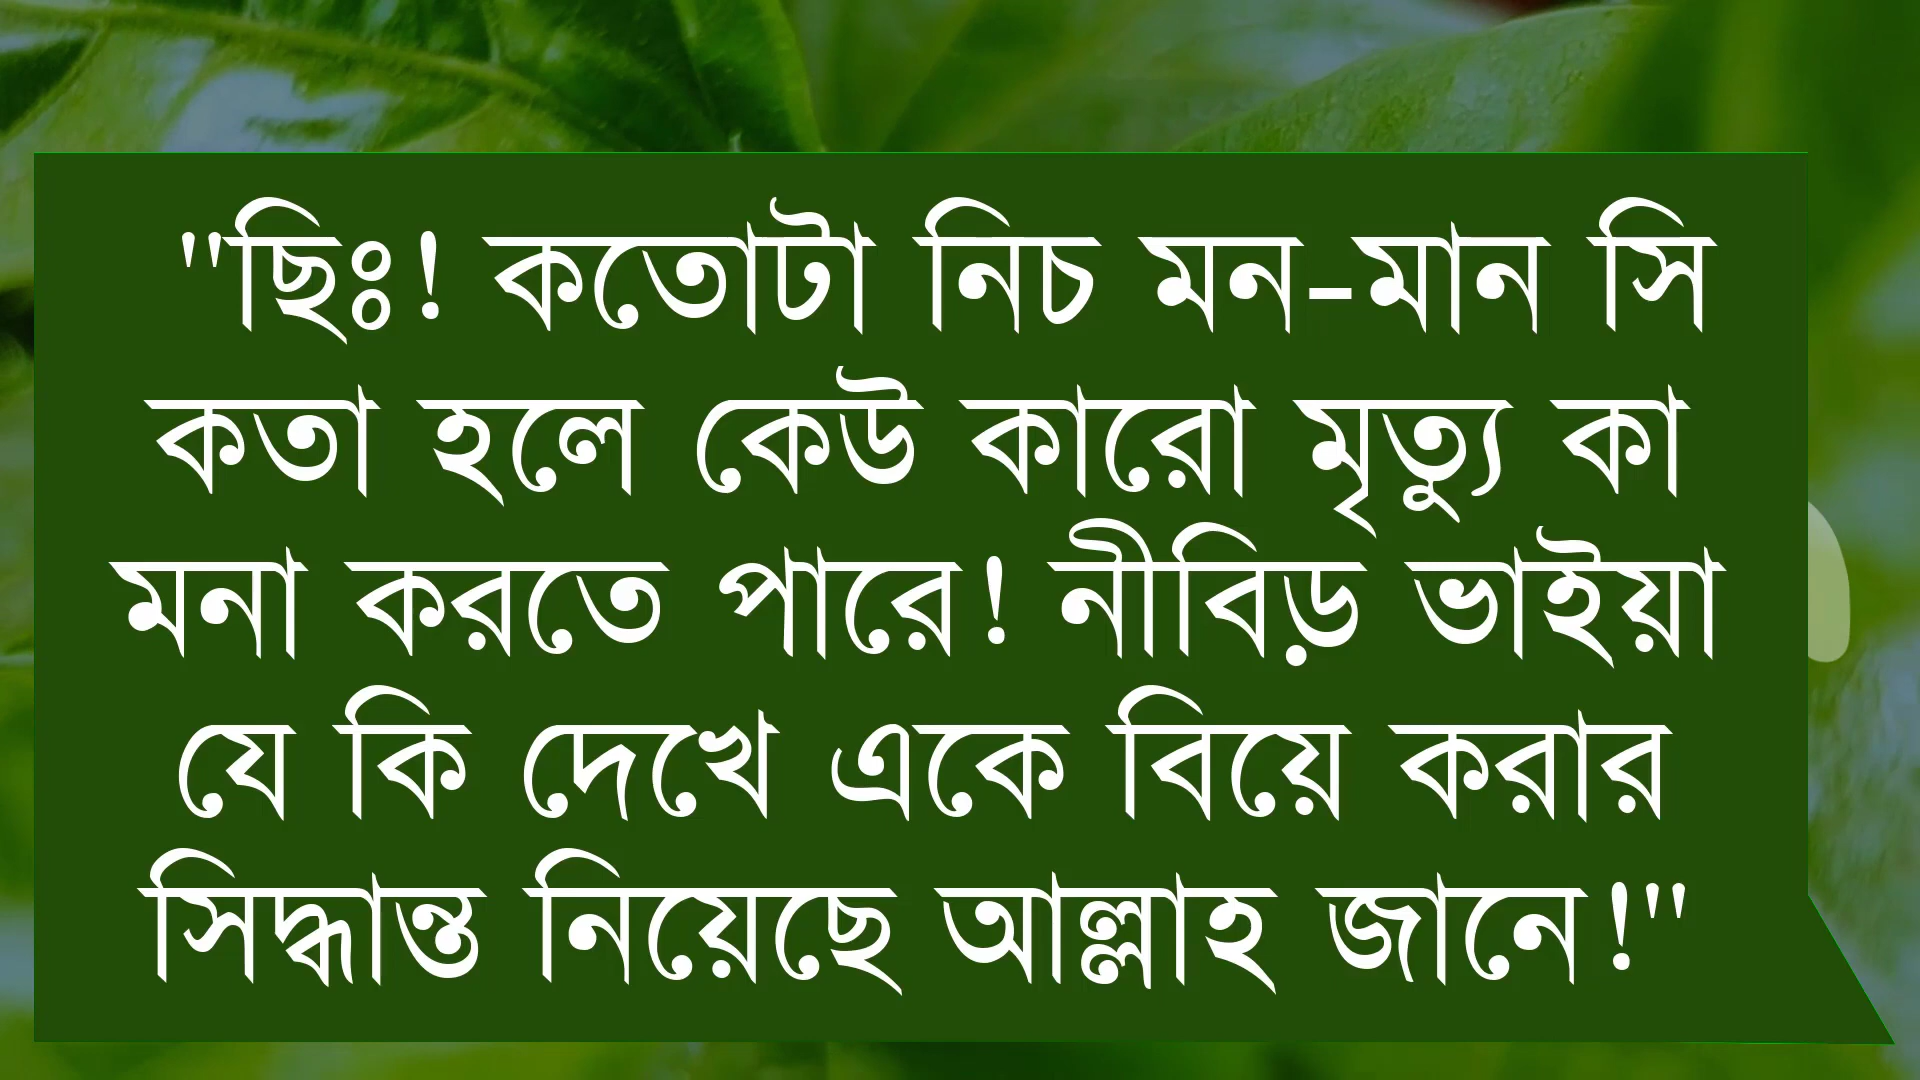 "ছিঃ! কতোটা নিচ মন-মান সি
কতা হলে কেউ কারো মৃত্যু কা
মনা করতে পারে! নীবিড় ভাইয়া
যে কি দেখে একে বিয়ে করার
সিদ্ধান্ত নিয়েছে আল্লাহ জানে!"